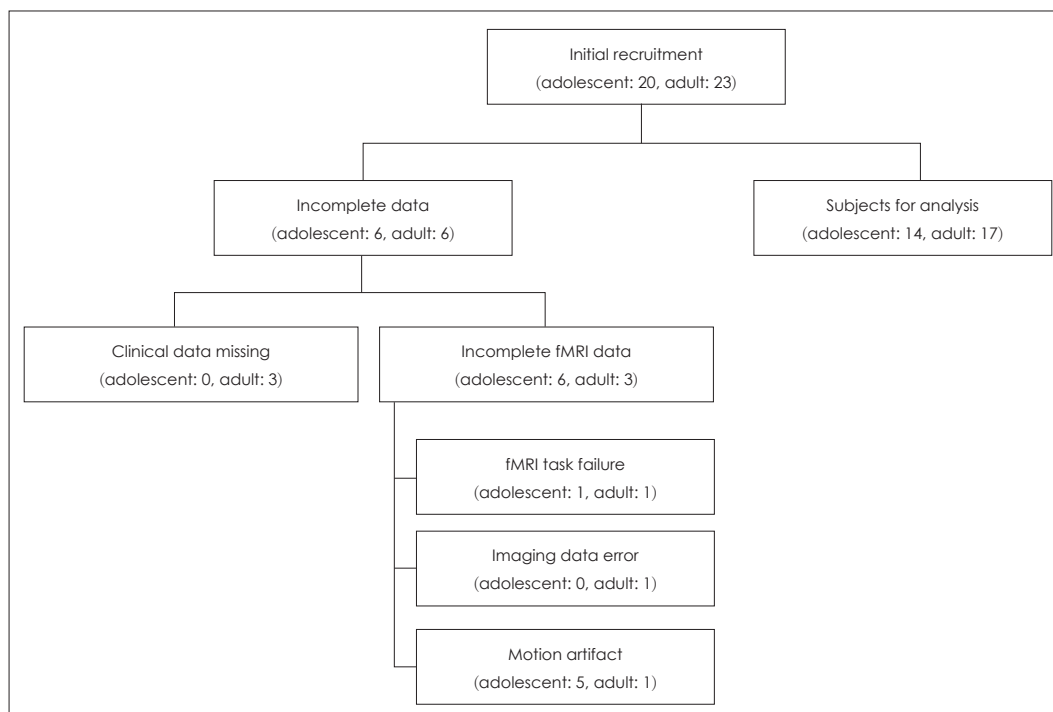 Initial recruitment
(adolescent: 20, adult: 23)
Incomplete data
(adolescent: 6, adult: 6)
Subjects for analysis
(adolescent: 14, adult: 17)
Clinical data missing
(adolescent: 0, adult: 3)
Incomplete fMRI data
(adolescent: 6, adult: 3)
fMRI task failure
(adolescent: 1, adult: 1)
Imaging data error
(adolescent: 0, adult: 1)
Motion artifact
(adolescent: 5, adult: 1)